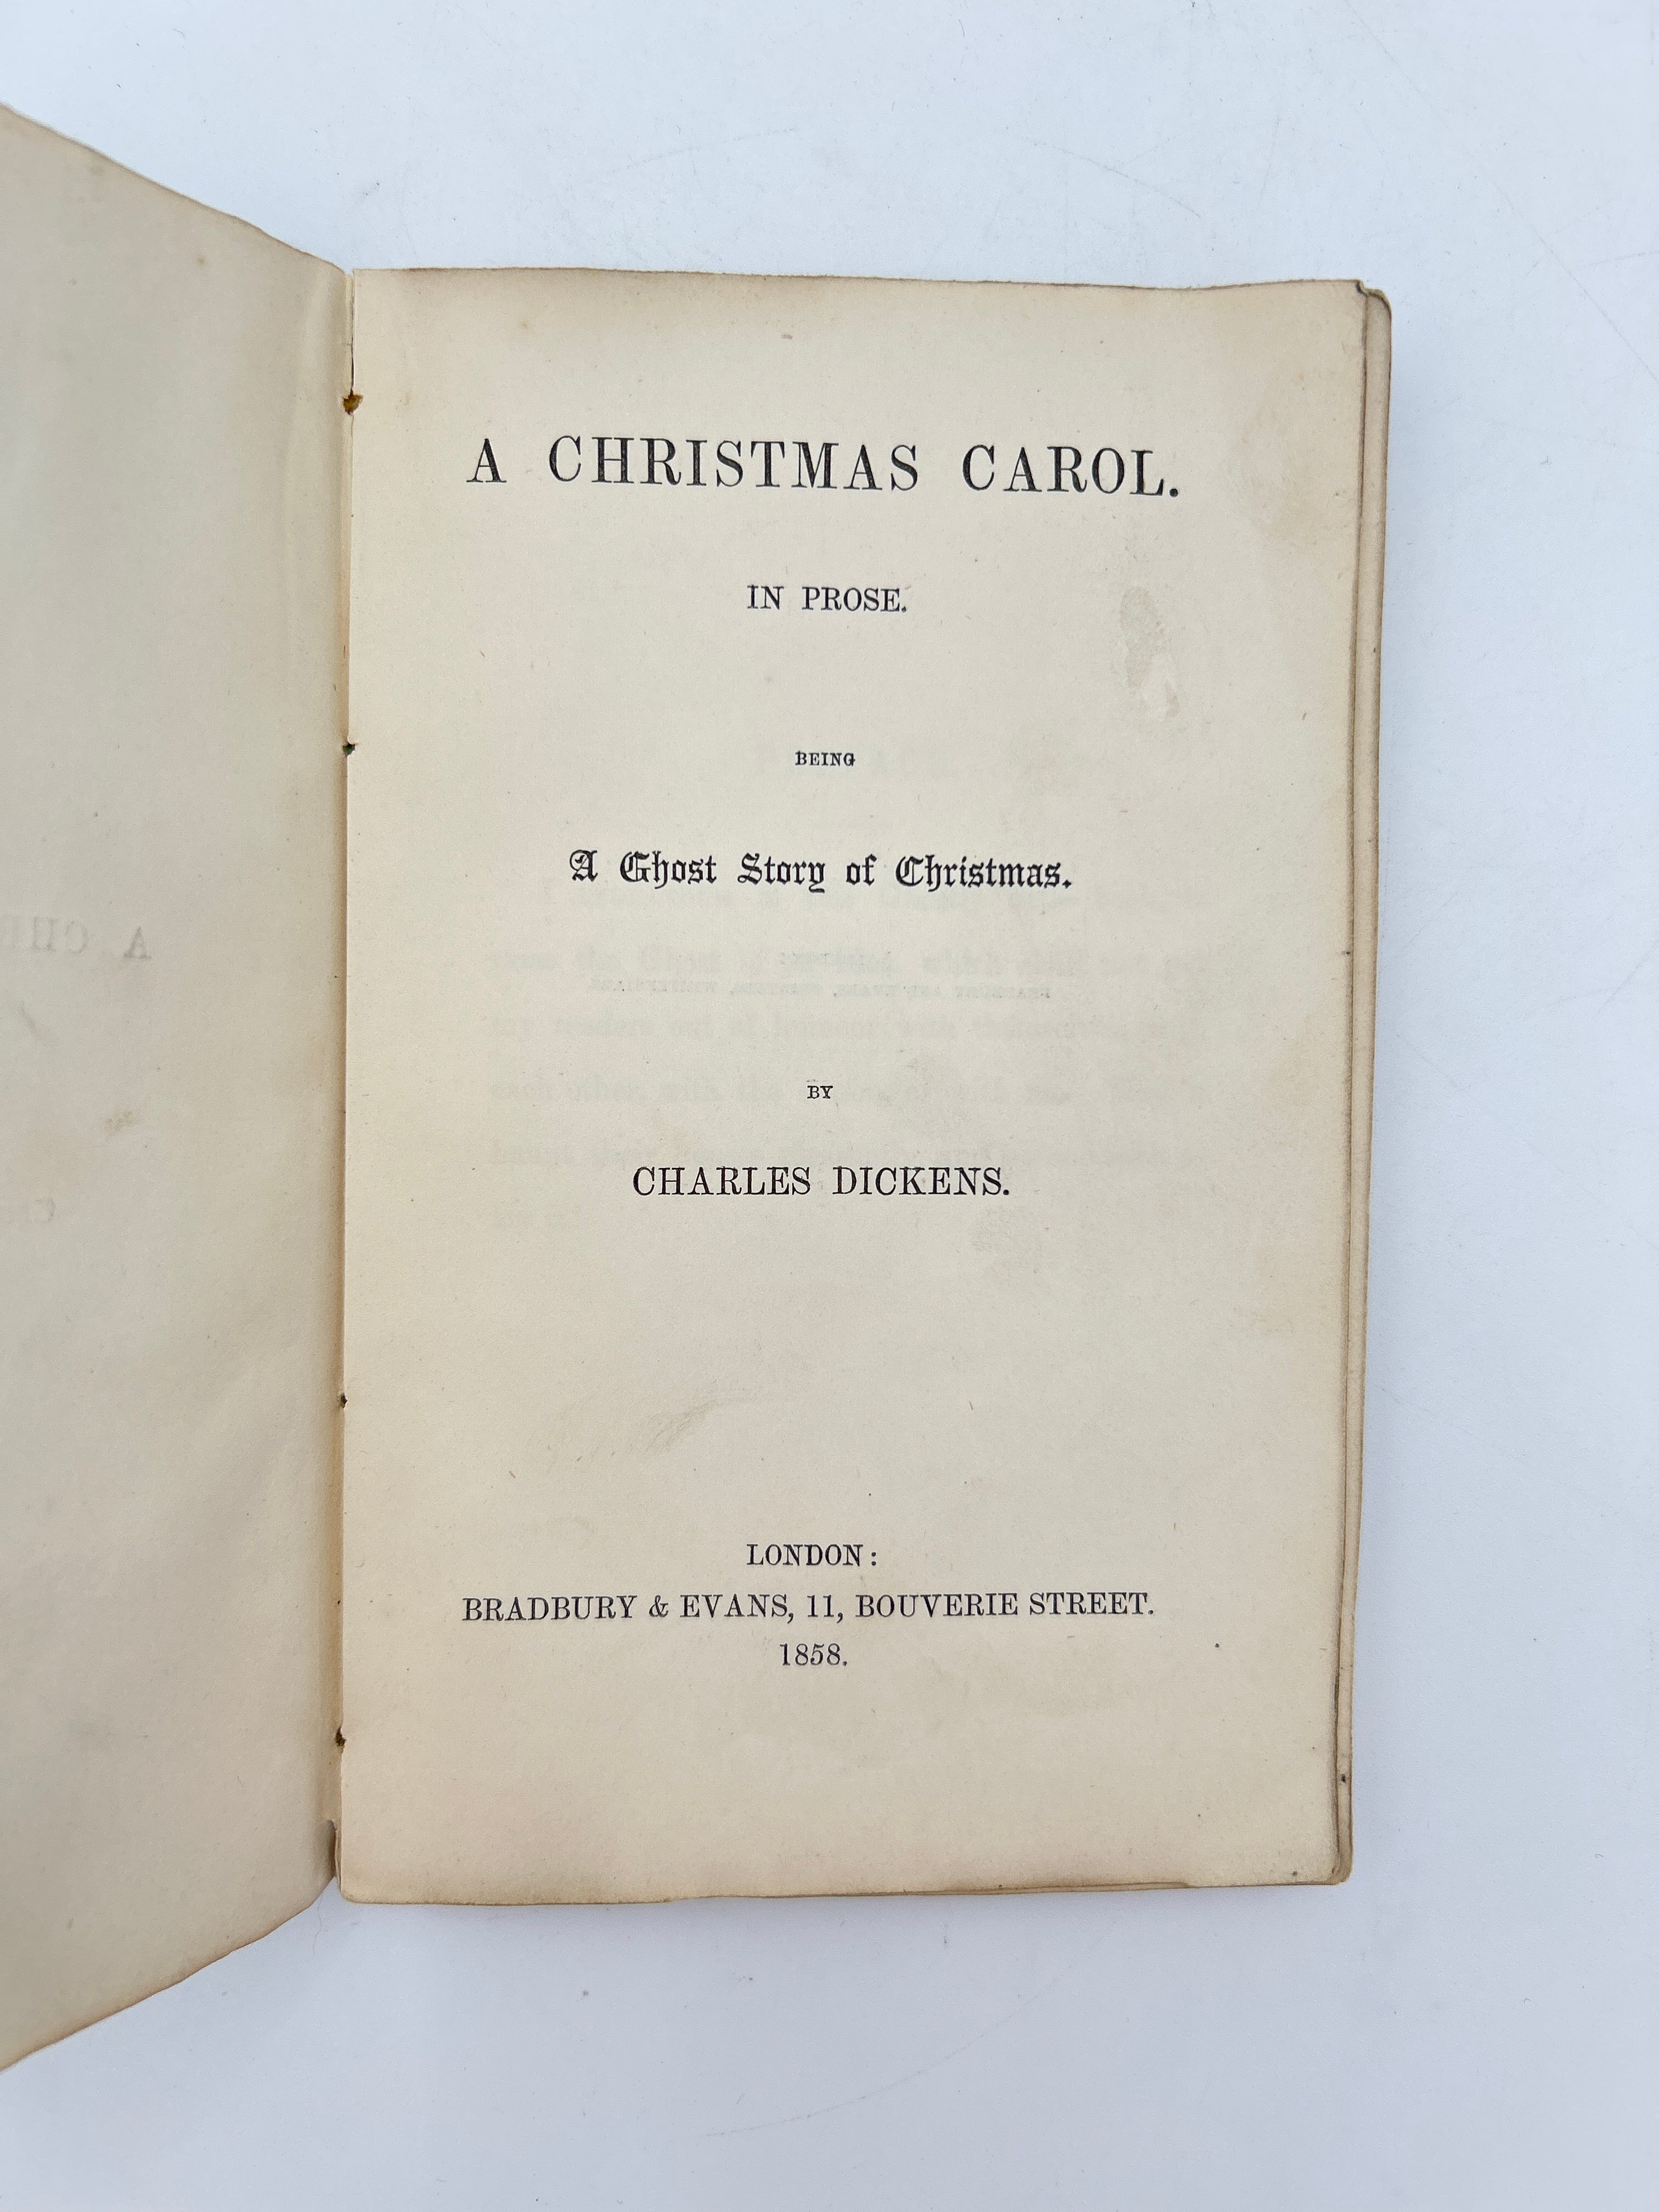 A CHRISTMAS CAROL.
IN PROSE.
BEING
A Ghost Story of Christmas.
BY
CHARLES DICKENS.
LONDON:
BRADBURY & EVANS, 11, BOUVERIE STREET.
1858.